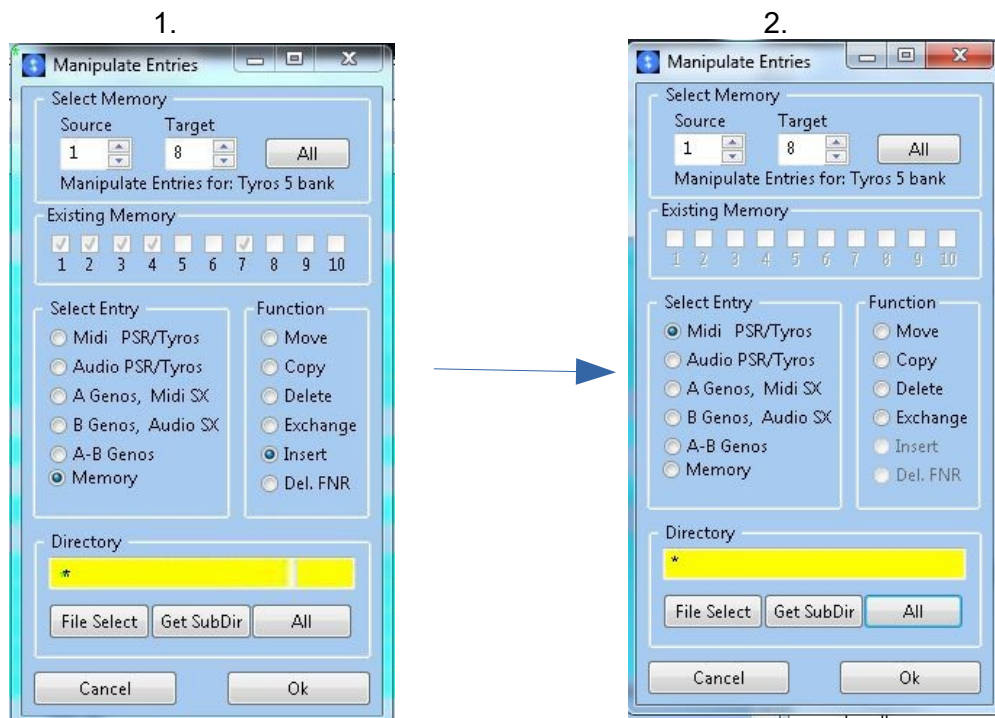 1.
Manipulate Entries
Select Memory
Source Target
1 8 All
Manipulate Entries for: Tyros 5 bank
Existing Memory
1 2 3 4 5 6 7 8 9 10
Select Entry
Midi PSR/Tyros
Audio PSR/Tyros
A Genos, Midi SX
B Genos, Audio SX
A-B Genos
Memory
Function
Move
Copy
Delete
Exchange
Insert
Del. FNR
Directory
*
File Select Get SubDir All
Cancel Ok
2.
Manipulate Entries
Select Memory
Source Target
1 8 All
Manipulate Entries for: Tyros 5 bank
Existing Memory
1 2 3 4 5 6 7 8 9 10
Select Entry
Midi PSR/Tyros
Audio PSR/Tyros
A Genos, Midi SX
B Genos, Audio SX
A-B Genos
Memory
Function
Move
Copy
Delete
Exchange
Insert
Del. FNR
Directory
*
File Select Get SubDir All
Cancel Ok